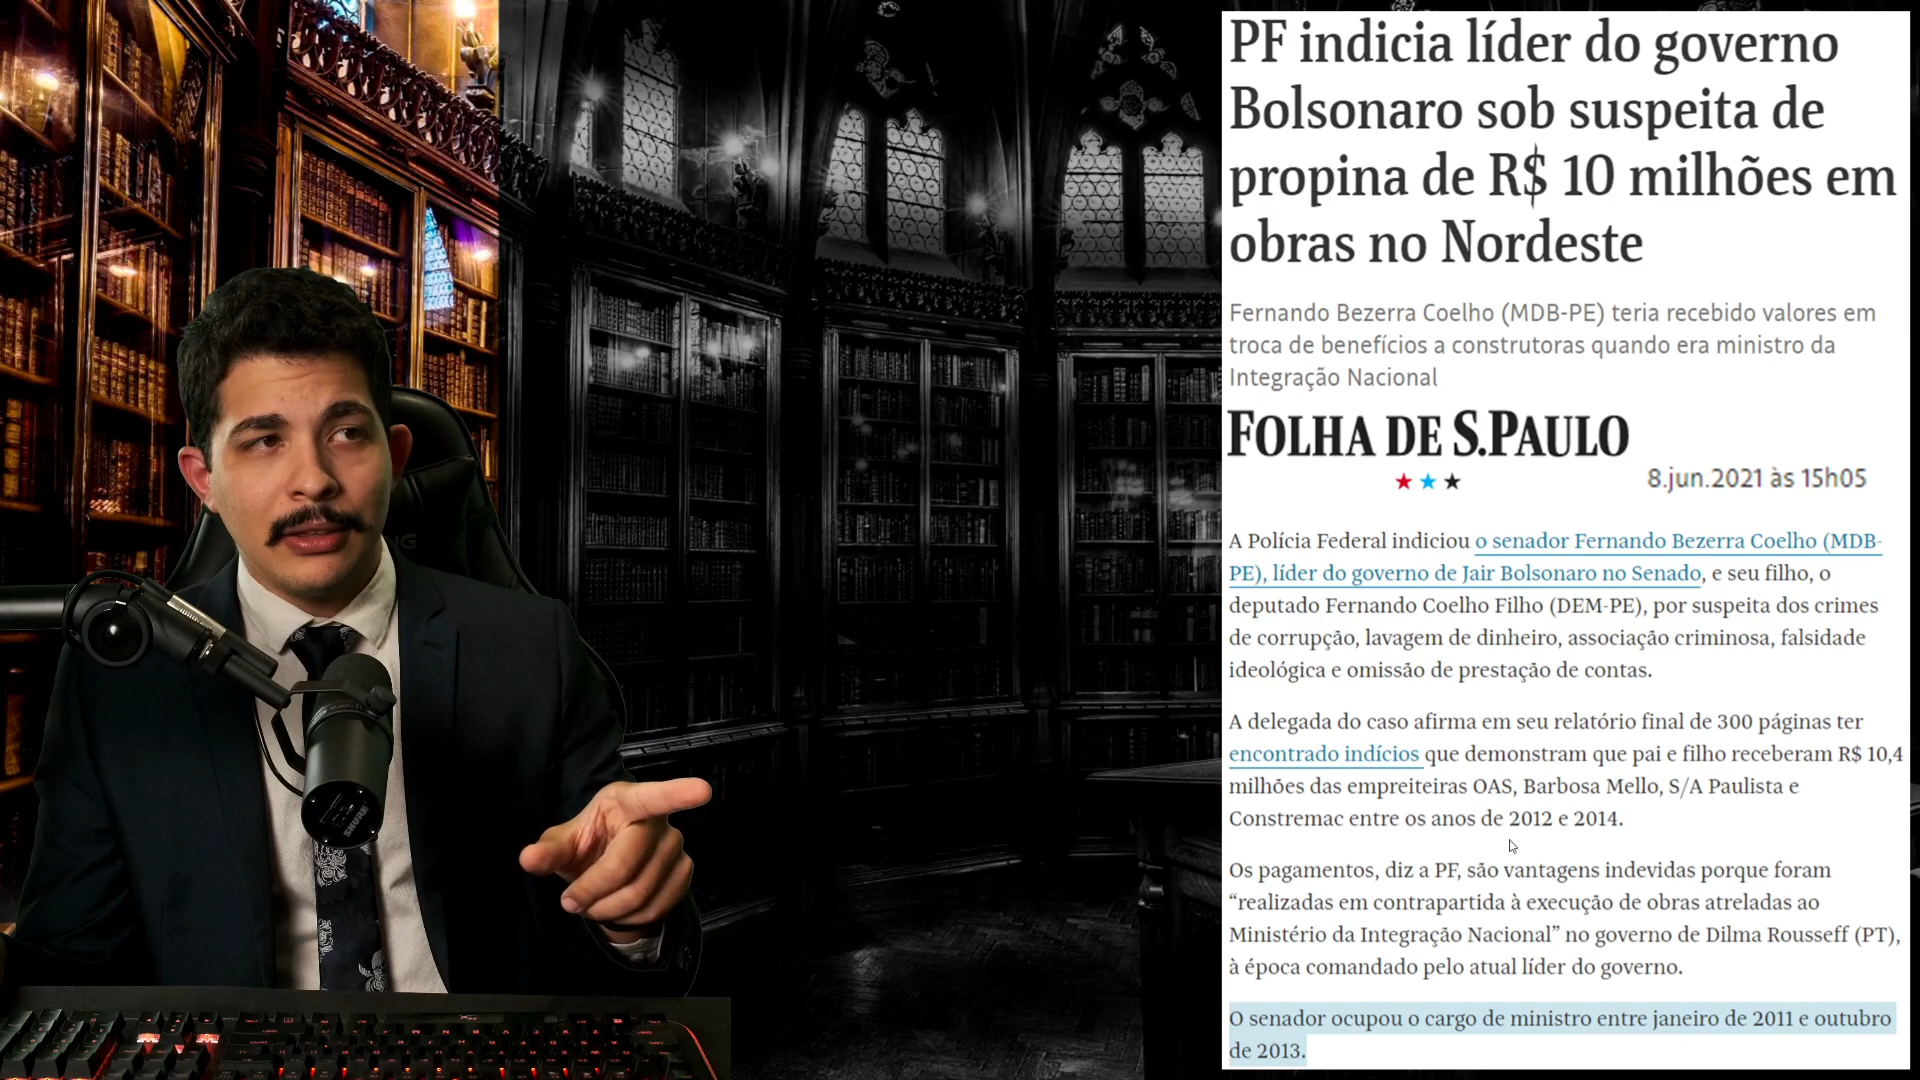 PF indicia líder do governo
Bolsonaro sob suspeita de
propina de R$ 10 milhões em
obras no Nordeste
Fernando Bezerra Coelho (MDB-PE) teria recebido valores em
troca de benefícios a construtoras quando era ministro da
Integração Nacional
FOLHA DE S.PAULO
8.jun.2021 às 15h05
A Polícia Federal indiciou o senador Fernando Bezerra Coelho (MDB-
PE), líder do governo de Jair Bolsonaro no Senado, e seu filho, o
deputado Fernando Coelho Filho (DEM-PE), por suspeita dos crimes
de corrupção, lavagem de dinheiro, associação criminosa, falsidade
ideológica e omissão de prestação de contas.
A delegada do caso afirma em seu relatório final de 300 páginas ter
encontrado indícios que demonstram que pai e filho receberam R$ 10,4
milhões das empreiteiras OAS, Barbosa Mello, S/A Paulista e
Constremac entre os anos de 2012 e 2014.
Os pagamentos, diz a PF, são vantagens indevidas porque foram
“realizadas em contrapartida à execução de obras atreladas ao
Ministério da Integração Nacional” no governo de Dilma Rousseff (PT),
à época comandado pelo atual líder do governo.
O senador ocupou o cargo de ministro entre janeiro de 2011 e outubro
de 2013.
SHURE